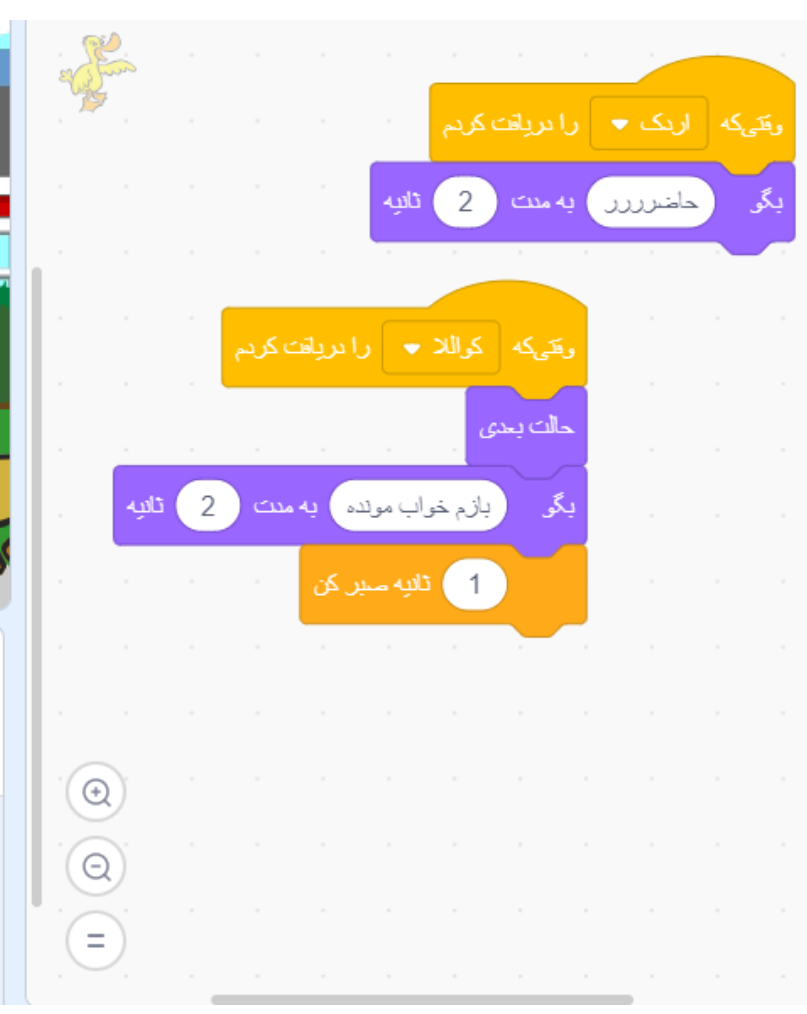 وقتی‌که اردک را دریافت کردم
بگو حاضرررر به مدت 2 ثانیه
وقتی‌که کواللا را دریافت کردم
حالت بعدی
بگو بازم خواب مونده به مدت 2 ثانیه
1 ثانیه صبر کن